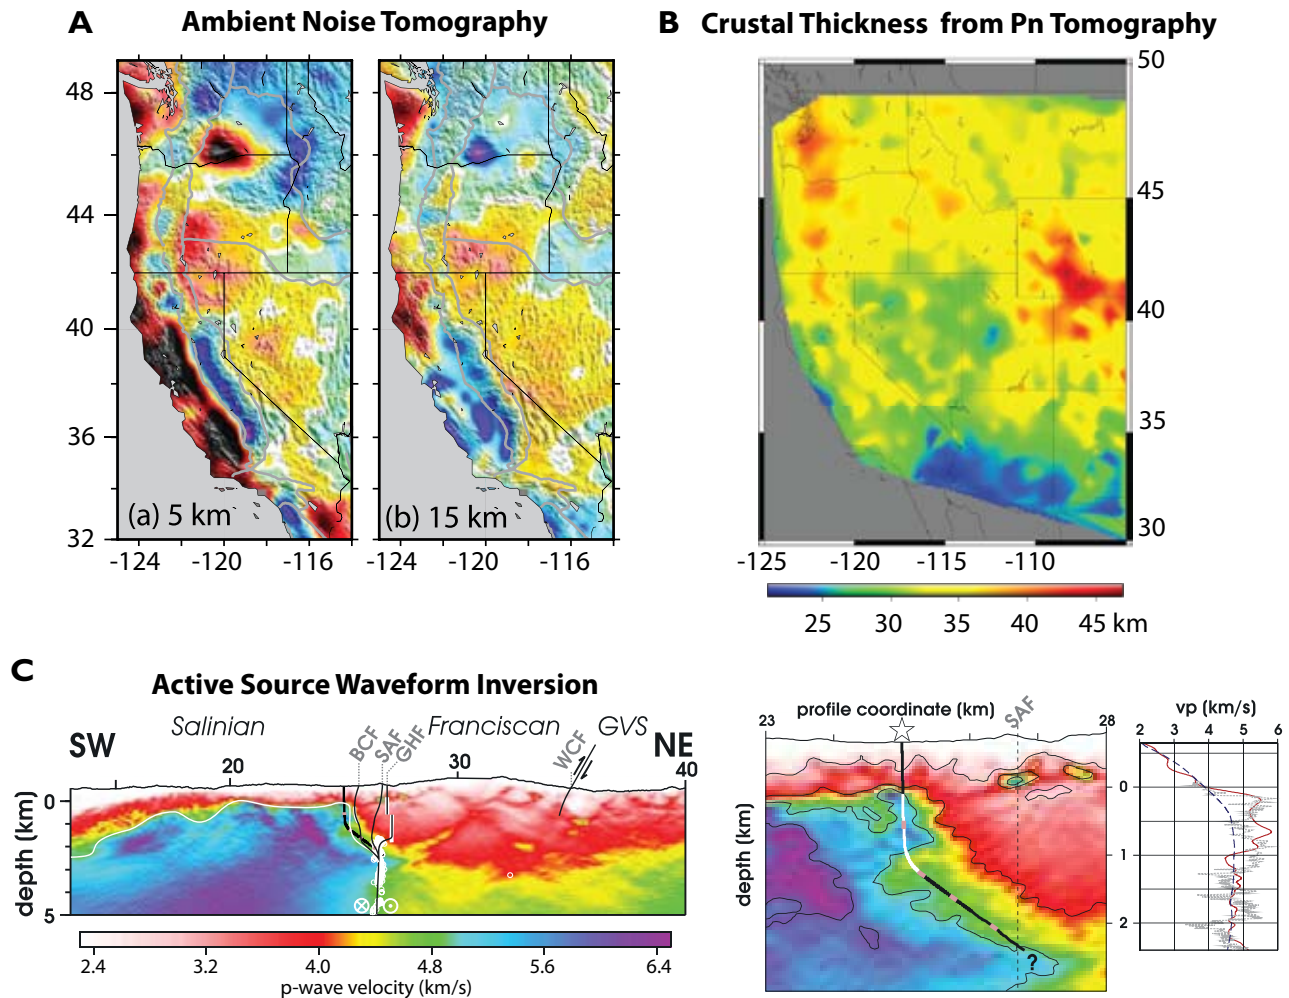 A Ambient Noise Tomography
B Crustal Thickness from Pn Tomography
48
44
40
36
32
(a) 5 km
(b) 15 km
-124 -120 -116 -124 -120 -116
50
45
40
35
30
-125 -120 -115 -110
25 30 35 40 45 km
C
Active Source Waveform Inversion
Salinian Franciscan GVS
SW NE
BCF SAF GHF WCF
20 30 40
0
5
depth (km)
2.4 3.2 4.0 4.8 5.6 6.4
p-wave velocity (km/s)
23 profile coordinate (km) SAF 28
depth (km)
?
vp (km/s)
2 3 4 5 6
0
1
2